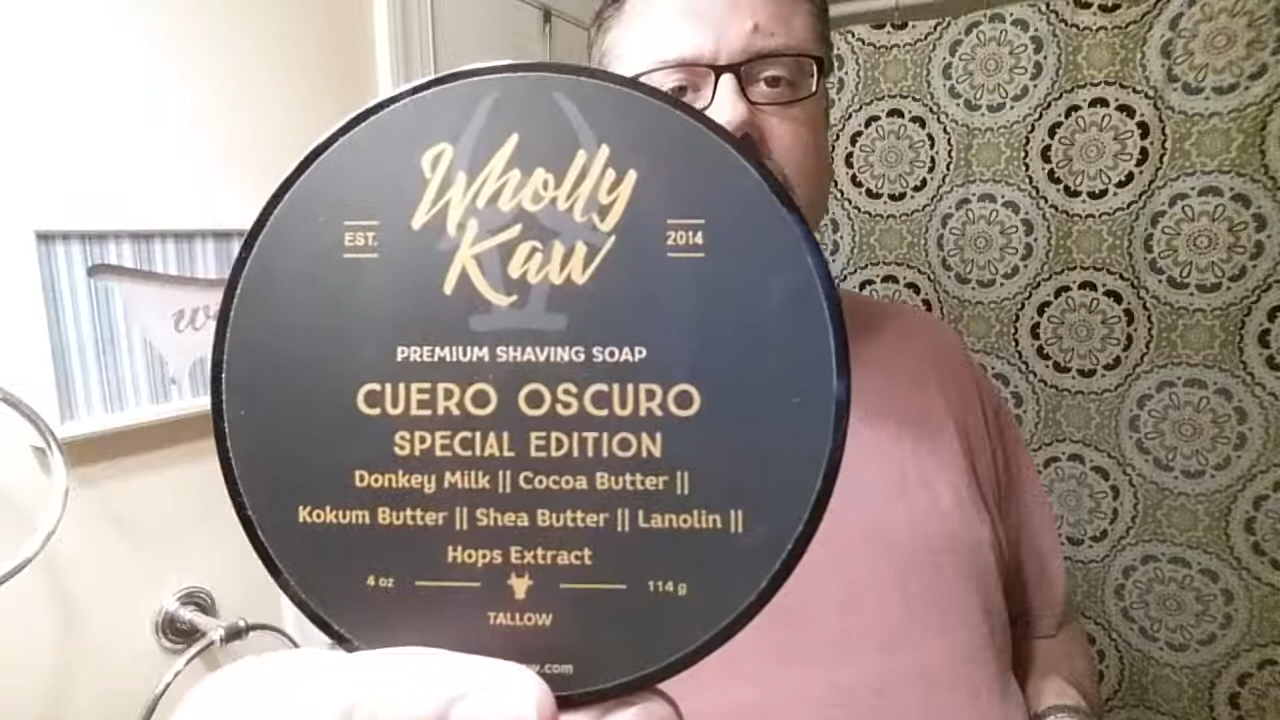 Wholly
Kaw
EST.
2014
PREMIUM SHAVING SOAP
CUERO OSCURO
SPECIAL EDITION
Donkey Milk || Cocoa Butter ||
Kokum Butter || Shea Butter || Lanolin ||
Hops Extract
4 oz
114 g
TALLOW